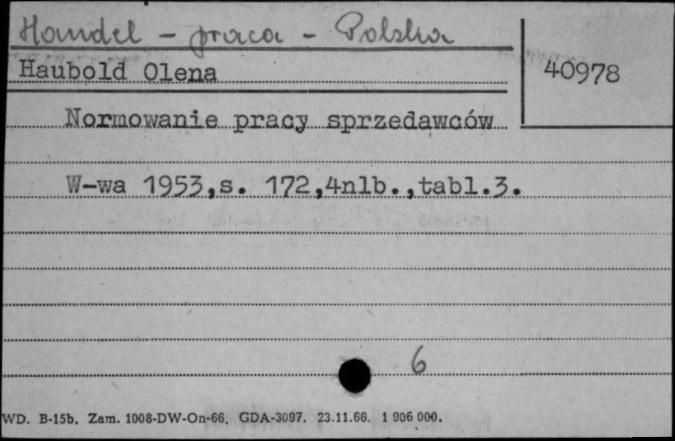 Handel - praca - Polska
Haubold Olena
40978
Normowanie pracy sprzedawców
W-wa 1953,s. 172,4nlb.,tabl.3.
6
WD. B-15b. Zam. 1008-DW-On-66. GDA-3097. 23.11.66. 1 906 000.